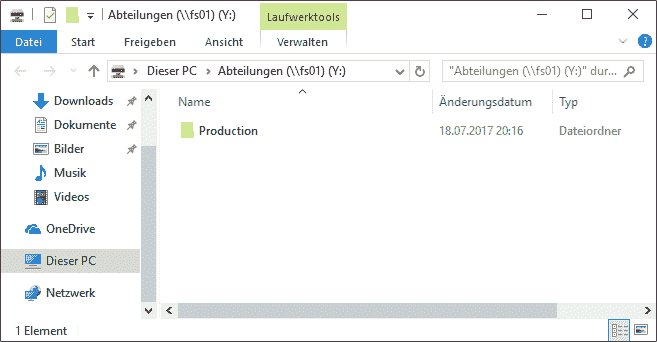 Abteilungen (\\fs01) (Y:)
Laufwerktools
Datei Start Freigeben Ansicht Verwalten
Dieser PC > Abteilungen (\\fs01) (Y:)
"Abteilungen (\\fs01) (Y:)" dur...
Name Änderungsdatum Typ
Downloads
Dokumente
Bilder
Musik
Videos
OneDrive
Dieser PC
Netzwerk
Production 18.07.2017 20:16 Dateiordner
1 Element